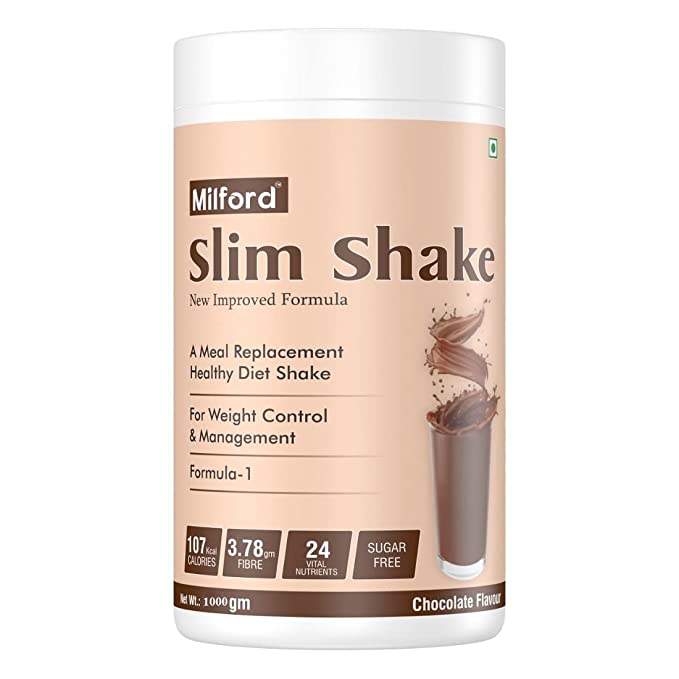 Milford™
Slim Shake
New Improved Formula
A Meal Replacement
Healthy Diet Shake
For Weight Control
& Management
Formula-1
107 Kcal
CALORIES
3.78gm
FIBRE
24
VITAL
NUTRIENTS
SUGAR
FREE
Net Wt.: 1000gm
Chocolate Flavour